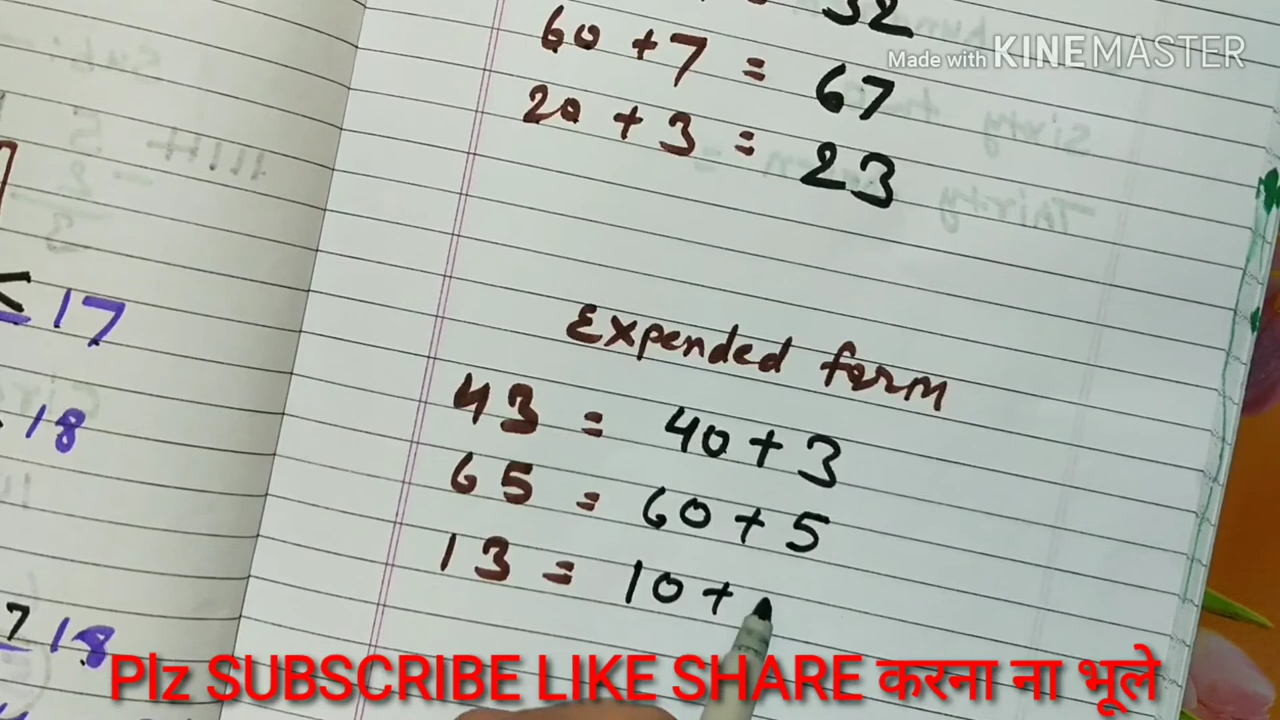 32
Made with KINEMASTER
60 + 7 = 67
20 + 3 = 23
Expended form
43 = 40 + 3
65 = 60 + 5
13 = 10 +
17
18
7 18
Plz SUBSCRIBE LIKE SHARE करना ना भूले